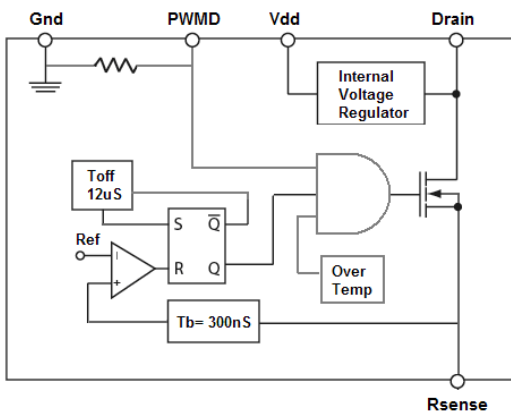 Gnd PWMD Vdd Drain
Internal
Voltage
Regulator
Toff
12uS
S Q
Ref
R Q
Over
Temp
Tb= 300nS
Rsense